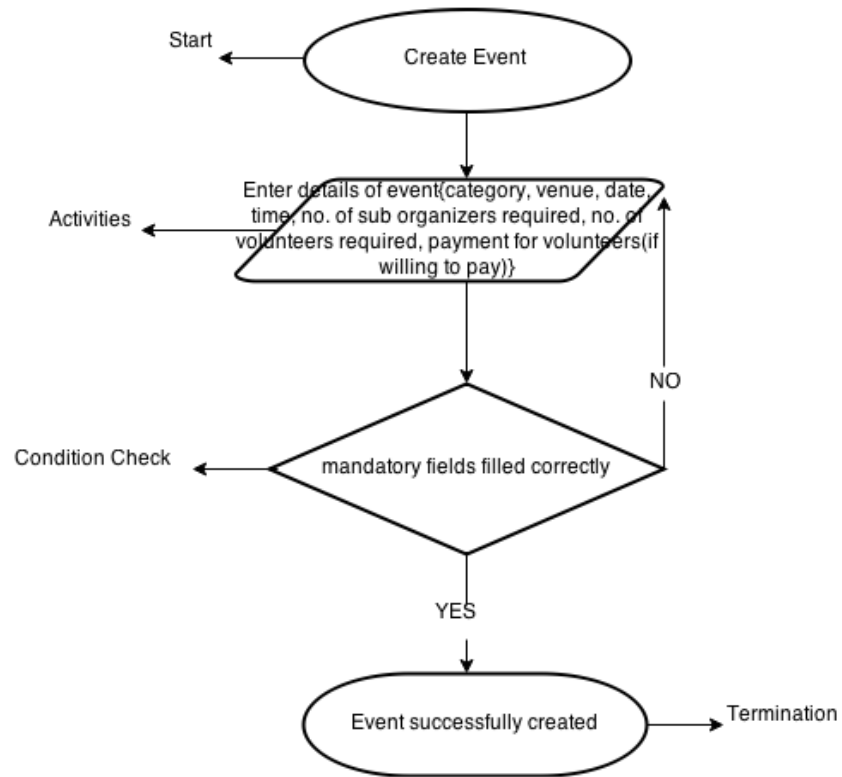 Start
Create Event
Enter details of event{category, venue, date,
time, no. of sub organizers required, no. of
volunteers required, payment for volunteers(if
willing to pay)}
Activities
NO
Condition Check
mandatory fields filled correctly
YES
Event successfully created
Termination